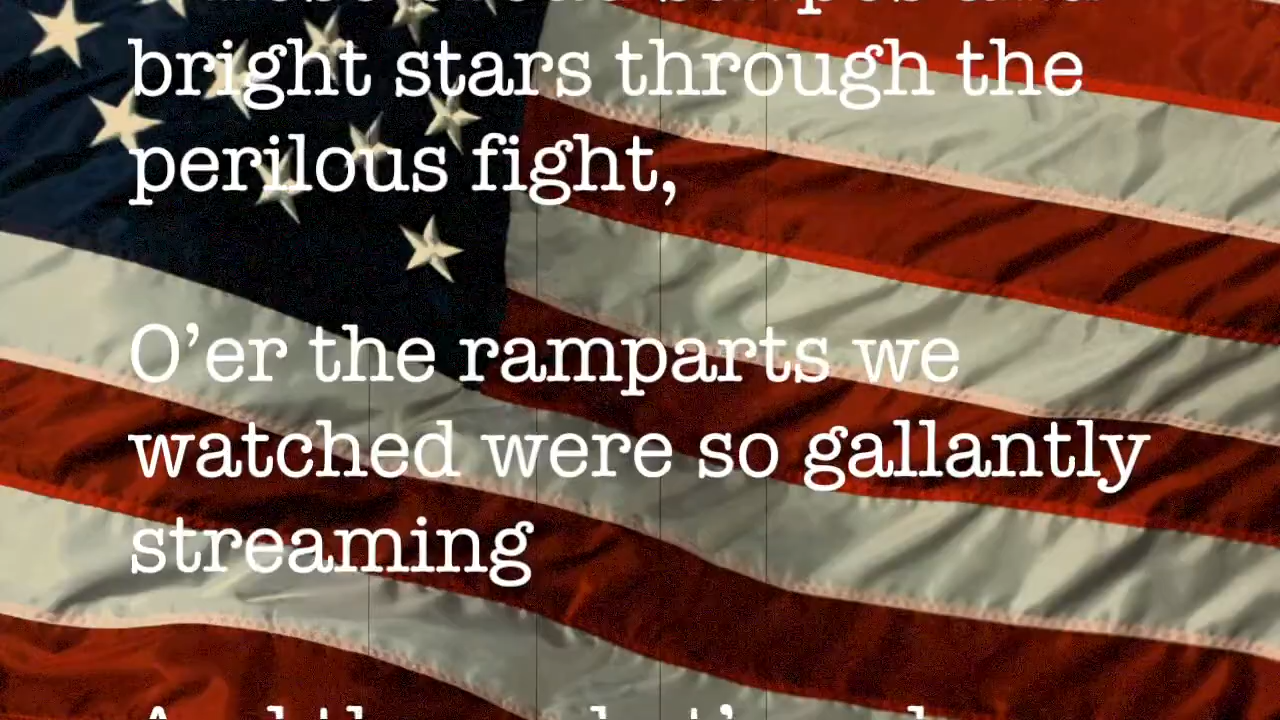 bright stars through the
perilous fight,
O’er the ramparts we
watched were so gallantly
streaming